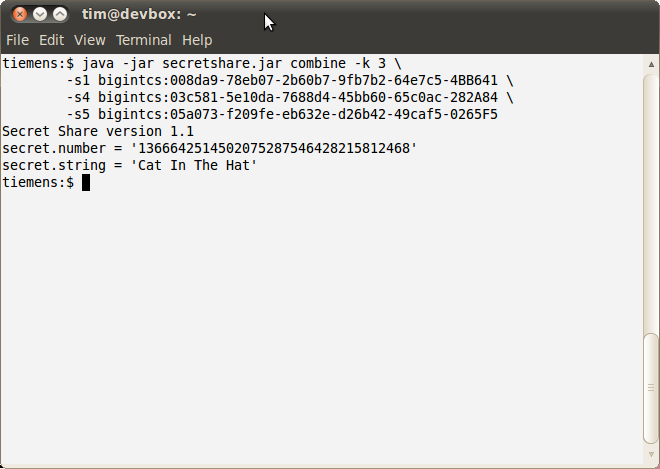 tim@devbox: ~
File Edit View Terminal Help
tiemens:$ java -jar secretshare.jar combine -k 3 \
-s1 bigintcs:008da9-78eb07-2b60b7-9fb7b2-64e7c5-4BB641 \
-s4 bigintcs:03c581-5e10da-7688d4-45bb60-65c0ac-282A84 \
-s5 bigintcs:05a073-f209fe-eb632e-d26b42-49caf5-0265F5
Secret Share version 1.1
secret.number = '1366642514502075287546428215812468'
secret.string = 'Cat In The Hat'
tiemens:$